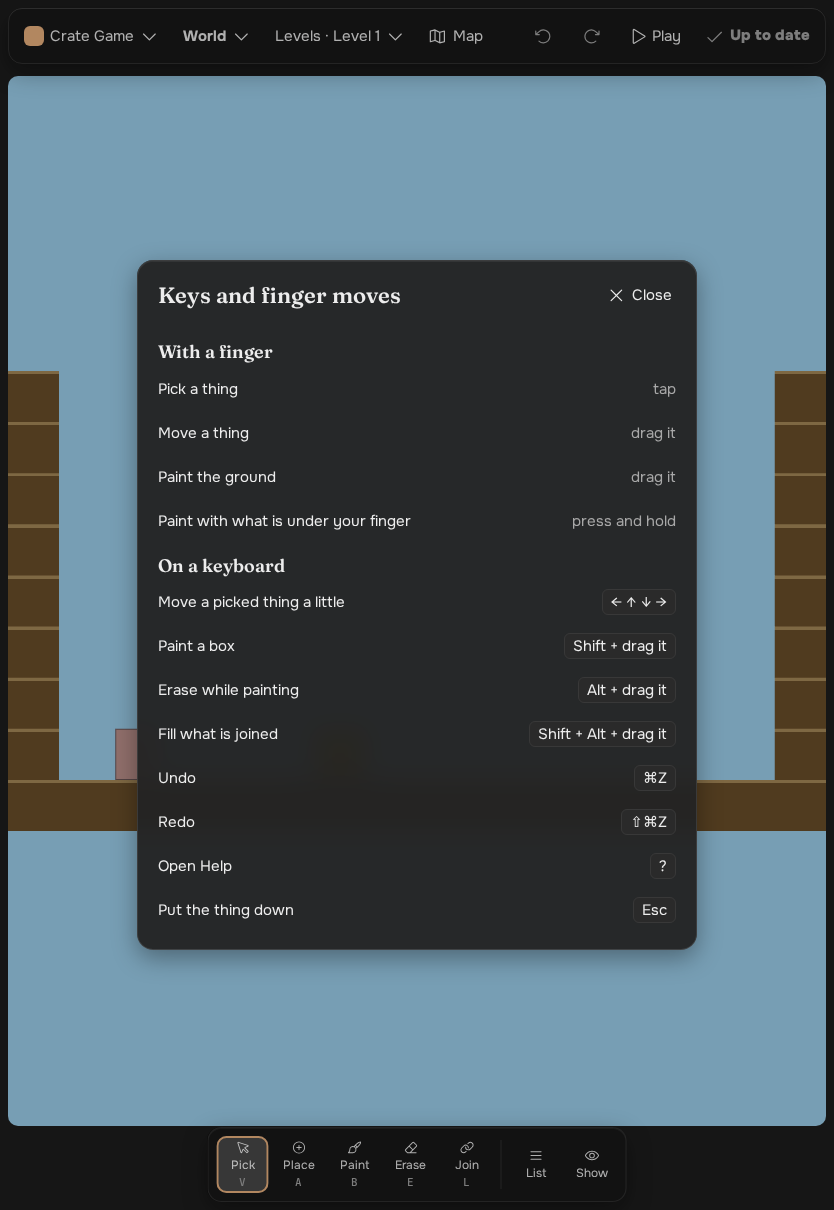 Crate Game World Levels · Level 1 Map Play Up to date
Keys and finger moves Close
With a finger
Pick a thing tap
Move a thing drag it
Paint the ground drag it
Paint with what is under your finger press and hold
On a keyboard
Move a picked thing a little ← ↑ ↓ →
Paint a box Shift + drag it
Erase while painting Alt + drag it
Fill what is joined Shift + Alt + drag it
Undo ⌘Z
Redo ⇧⌘Z
Open Help ?
Put the thing down Esc
Pick Place Paint Erase Join List Show
V A B E L